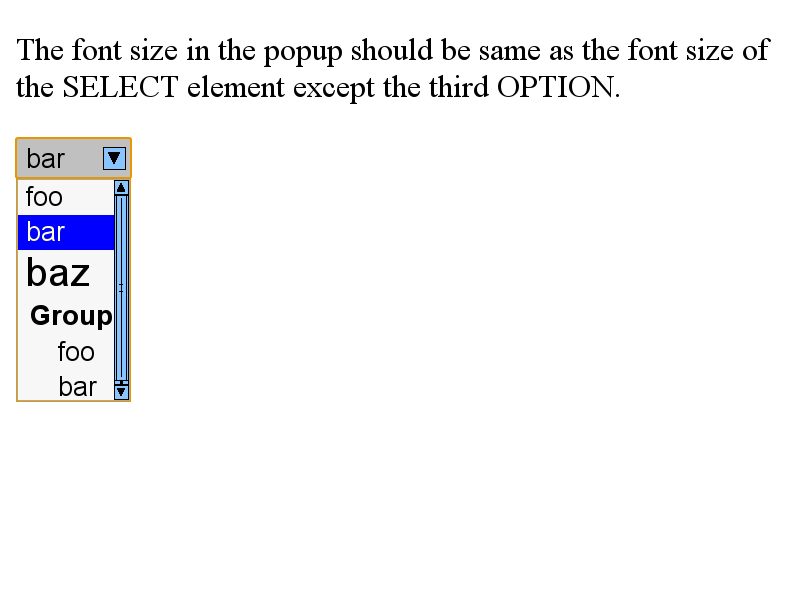 The font size in the popup should be same as the font size of
the SELECT element except the third OPTION.
bar
foo
bar
baz
Group
foo
bar